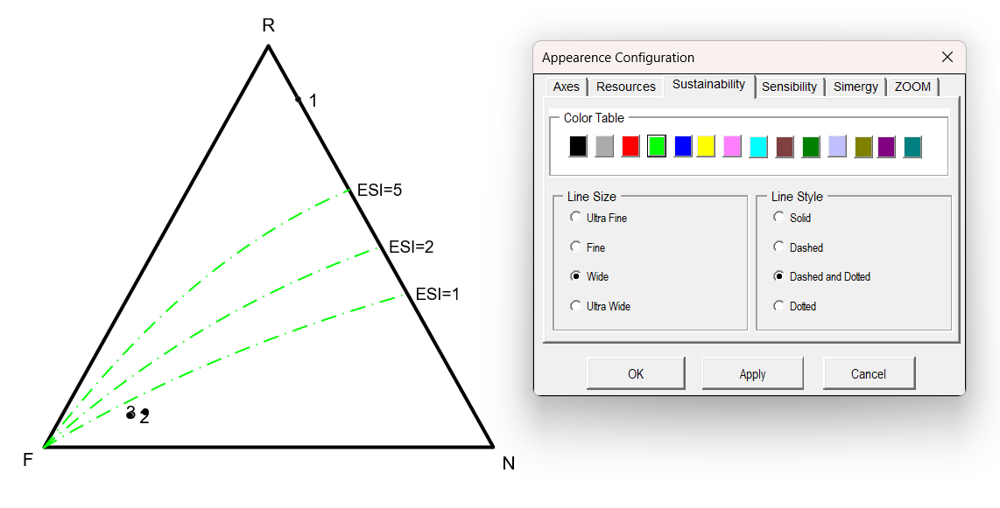 R
1
ESI=5
ESI=2
ESI=1
3
2
F
N
Appearence Configuration
Axes Resources Sustainability Sensibility Simergy ZOOM
Color Table
Line Size
Ultra Fine
Fine
Wide
Ultra Wide
Line Style
Solid
Dashed
Dashed and Dotted
Dotted
OK Apply Cancel